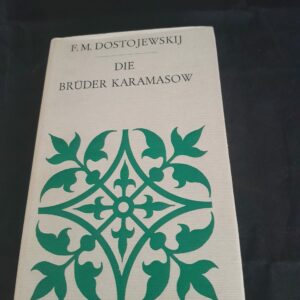 F. M. DOSTOJEWSKIJ
DIE
BRÜDER KARAMASOW